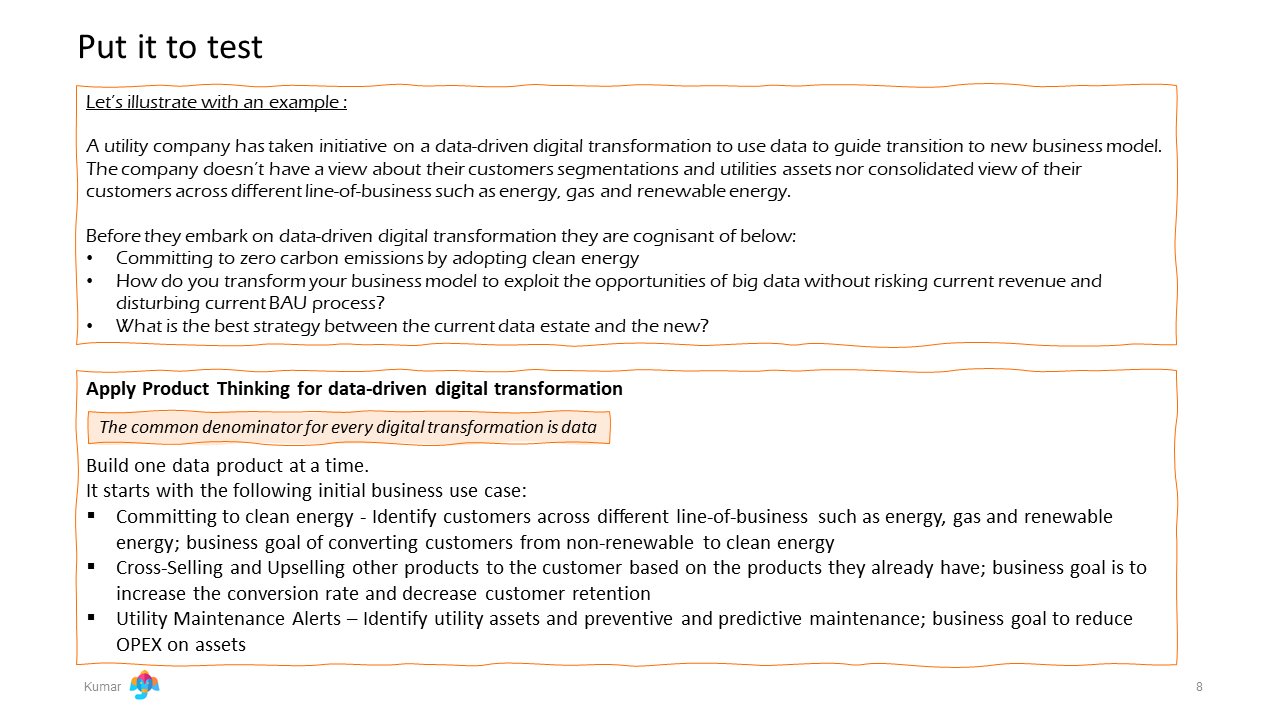 Put it to test
Let's illustrate with an example :
A utility company has taken initiative on a data-driven digital transformation to use data to guide transition to new business model.
The company doesn't have a view about their customers segmentations and utilities assets nor consolidated view of their
customers across different line-of-business such as energy, gas and renewable energy.
Before they embark on data-driven digital transformation they are cognisant of below:
• Committing to zero carbon emissions by adopting clean energy
• How do you transform your business model to exploit the opportunities of big data without risking current revenue and
disturbing current BAU process?
• What is the best strategy between the current data estate and the new?
Apply Product Thinking for data-driven digital transformation
The common denominator for every digital transformation is data
Build one data product at a time.
It starts with the following initial business use case:
▪ Committing to clean energy - Identify customers across different line-of-business such as energy, gas and renewable
energy; business goal of converting customers from non-renewable to clean energy
▪ Cross-Selling and Upselling other products to the customer based on the products they already have; business goal is to
increase the conversion rate and decrease customer retention
▪ Utility Maintenance Alerts – Identify utility assets and preventive and predictive maintenance; business goal to reduce
OPEX on assets
Kumar
8